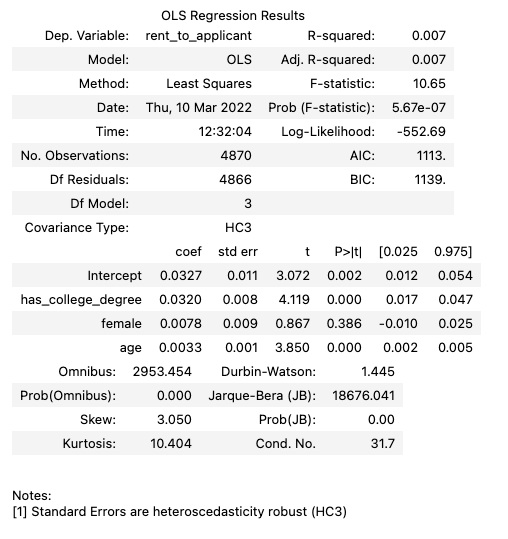 OLS Regression Results
Dep. Variable: rent_to_applicant R-squared: 0.007
Model: OLS Adj. R-squared: 0.007
Method: Least Squares F-statistic: 10.65
Date: Thu, 10 Mar 2022 Prob (F-statistic): 5.67e-07
Time: 12:32:04 Log-Likelihood: -552.69
No. Observations: 4870 AIC: 1113.
Df Residuals: 4866 BIC: 1139.
Df Model: 3
Covariance Type: HC3
coef std err t P>|t| [0.025 0.975]
Intercept 0.0327 0.011 3.072 0.002 0.012 0.054
has_college_degree 0.0320 0.008 4.119 0.000 0.017 0.047
female 0.0078 0.009 0.867 0.386 -0.010 0.025
age 0.0033 0.001 3.850 0.000 0.002 0.005
Omnibus: 2953.454 Durbin-Watson: 1.445
Prob(Omnibus): 0.000 Jarque-Bera (JB): 18676.041
Skew: 3.050 Prob(JB): 0.00
Kurtosis: 10.404 Cond. No. 31.7
Notes:
[1] Standard Errors are heteroscedasticity robust (HC3)